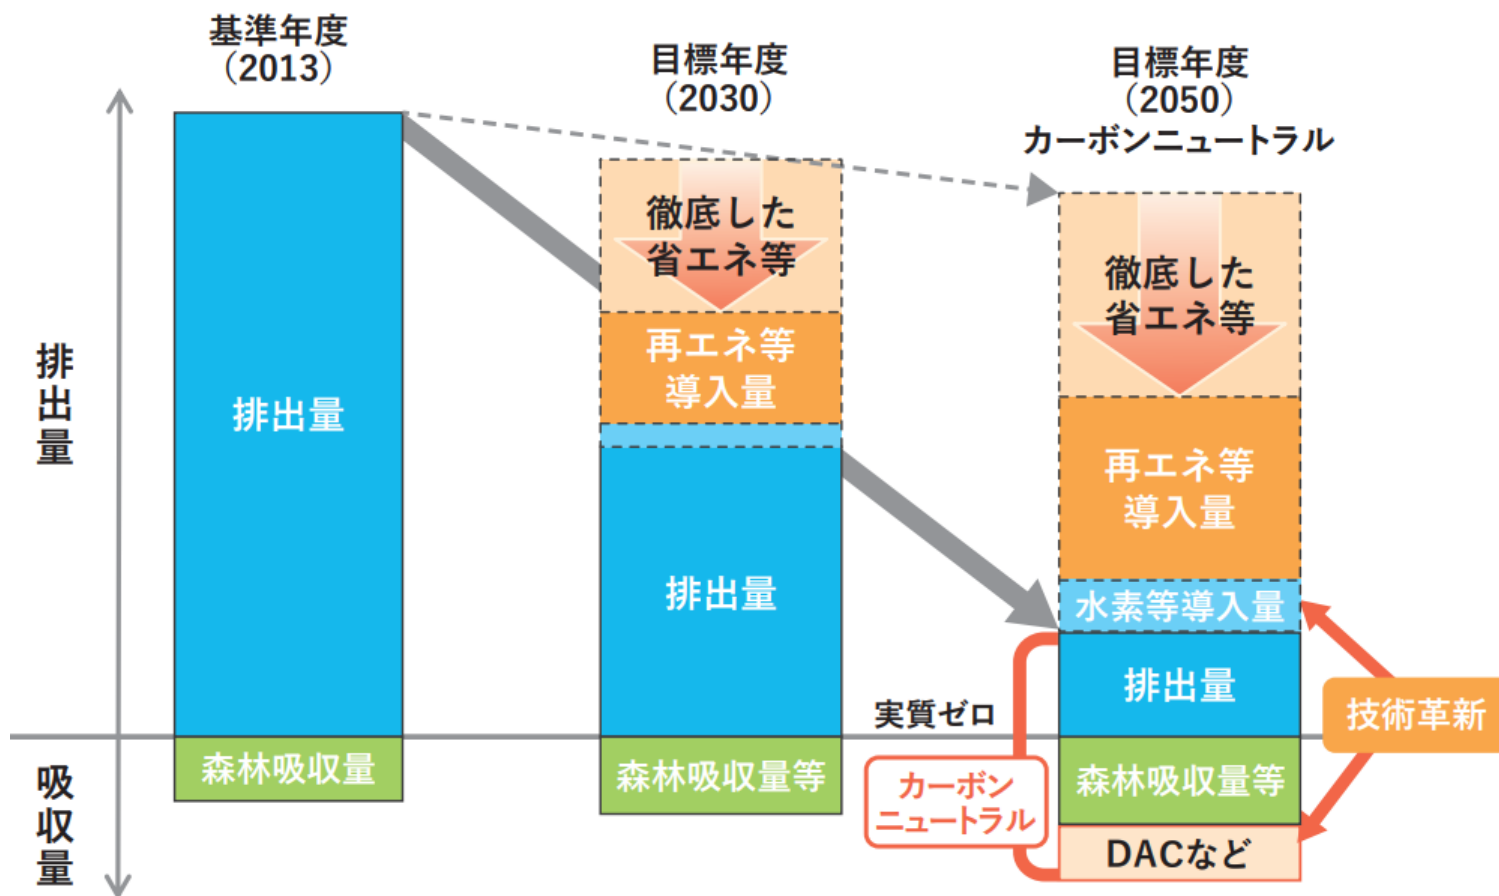 基準年度
（2013）
目標年度
（2030）
目標年度
（2050）
カーボンニュートラル
排出量
吸収量
排出量
森林吸収量
徹底した
省エネ等
再エネ等
導入量
排出量
森林吸収量等
徹底した
省エネ等
再エネ等
導入量
水素等導入量
排出量
森林吸収量等
DACなど
実質ゼロ
カーボン
ニュートラル
技術革新